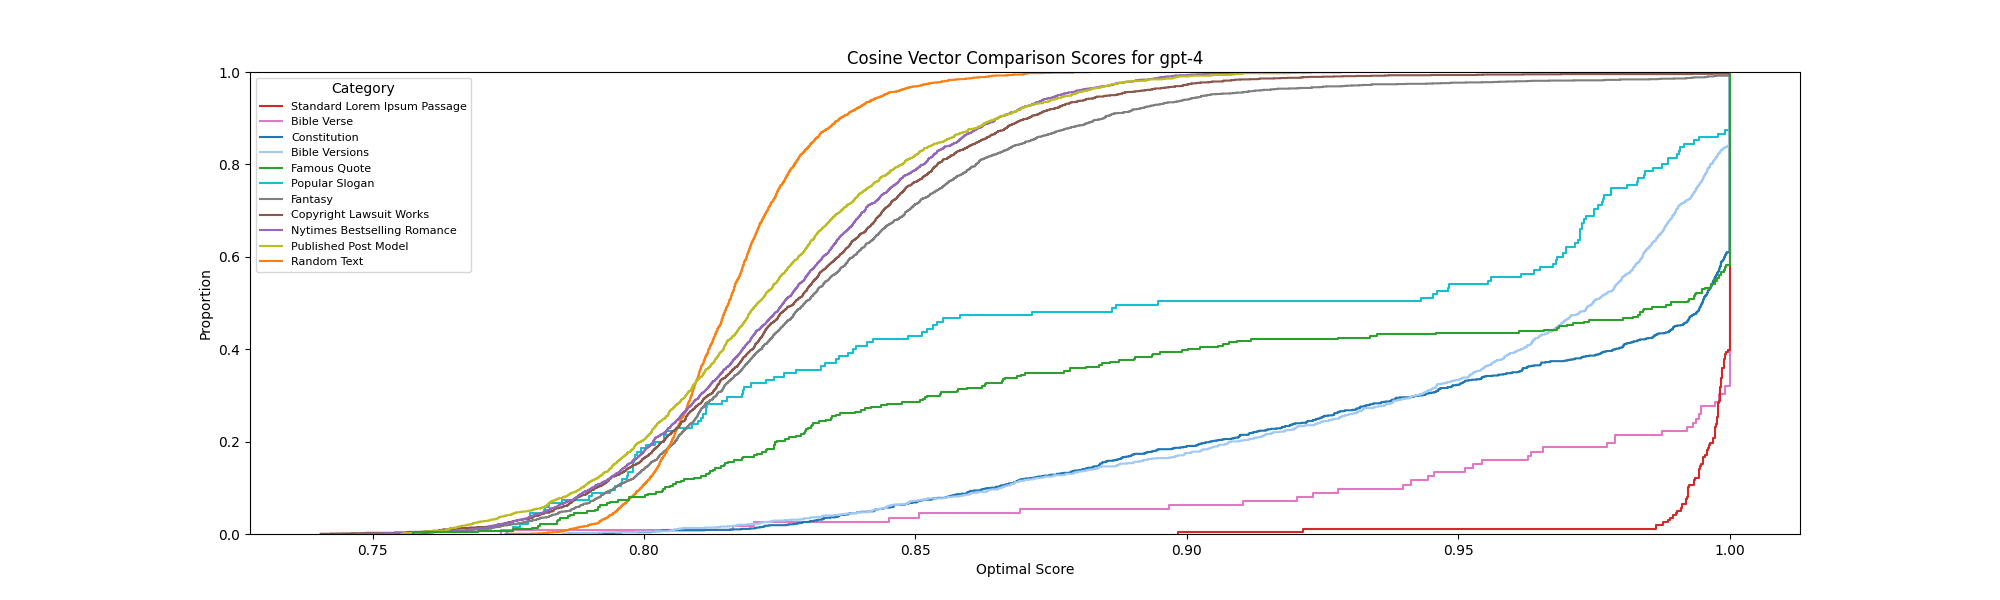 Cosine Vector Comparison Scores for gpt-4
Category
Standard Lorem Ipsum Passage
Bible Verse
Constitution
Bible Versions
Famous Quote
Popular Slogan
Fantasy
Copyright Lawsuit Works
Nytimes Bestselling Romance
Published Post Model
Random Text
Proportion
1.0
0.8
0.6
0.4
0.2
0.0
0.75
0.80
0.85
0.90
0.95
1.00
Optimal Score